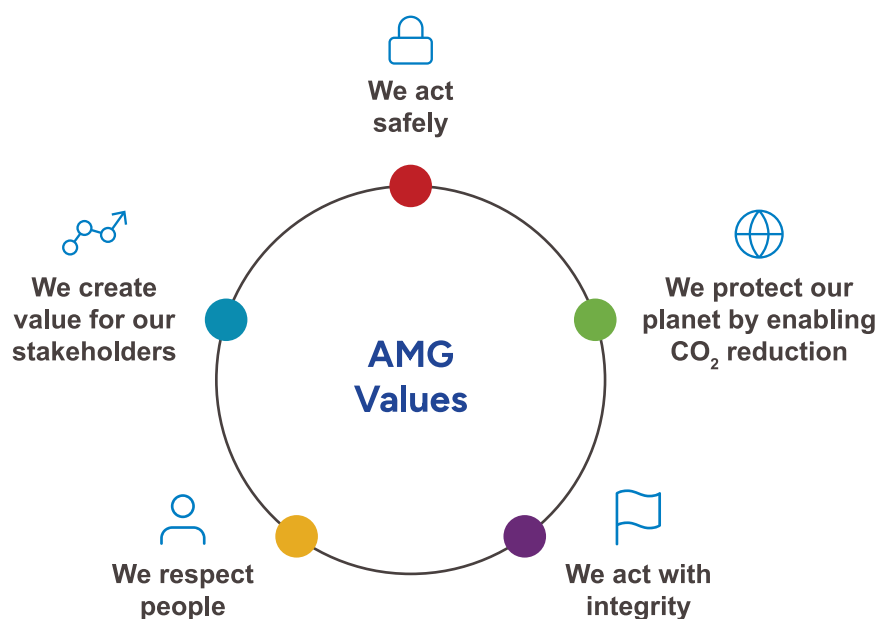 We act
safely
We create
value for our
stakeholders
We protect our
planet by enabling
CO₂ reduction
AMG
Values
We respect
people
We act with
integrity